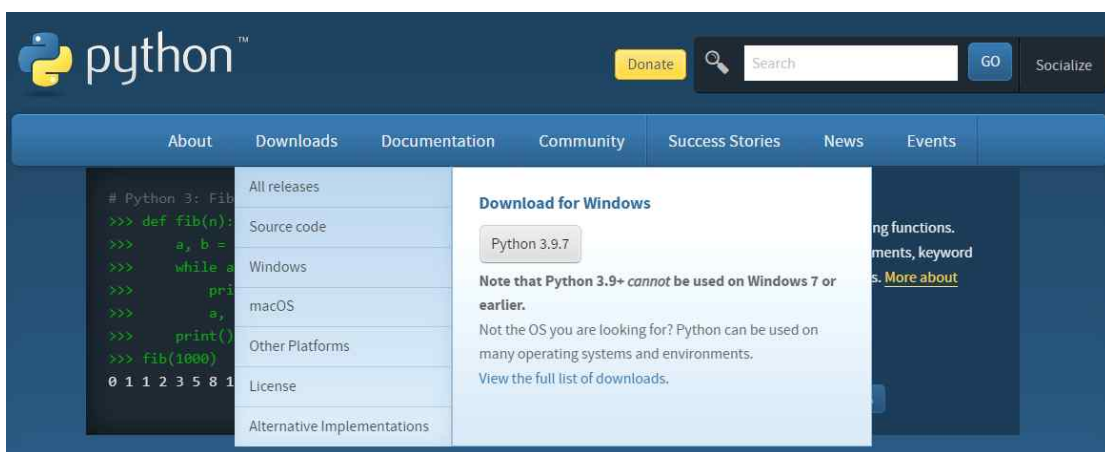 python™
Donate
Search
GO
Socialize
About Downloads Documentation Community Success Stories News Events
# Python 3: Fib
>>> def fib(n):
>>> a, b =
>>> while a
>>> pri
>>> a,
>>> print()
>>> fib(1000)
0 1 1 2 3 5 8 1
All releases
Source code
Windows
macOS
Other Platforms
License
Alternative Implementations
Download for Windows
Python 3.9.7
Note that Python 3.9+ cannot be used on Windows 7 or
earlier.
Not the OS you are looking for? Python can be used on
many operating systems and environments.
View the full list of downloads.
ng functions.
ments, keyword
s. More about